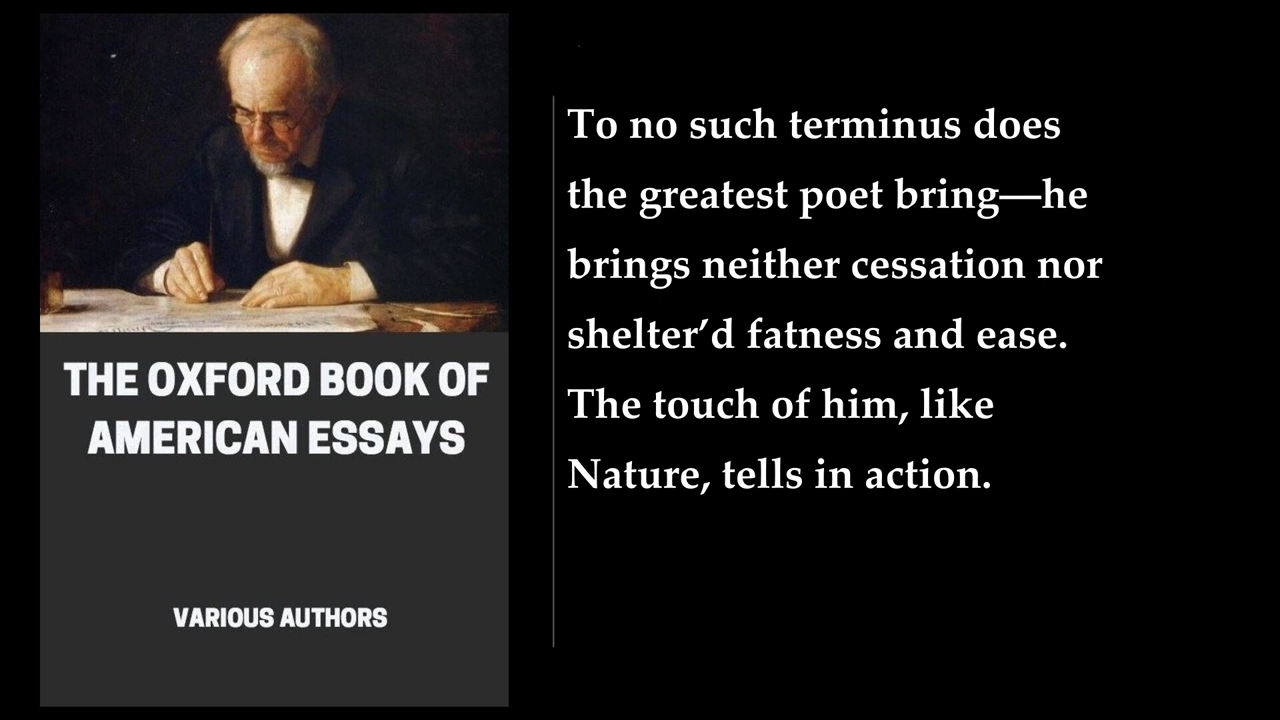 THE OXFORD BOOK OF
AMERICAN ESSAYS
VARIOUS AUTHORS
To no such terminus does
the greatest poet bring—he
brings neither cessation nor
shelter’d fatness and ease.
The touch of him, like
Nature, tells in action.